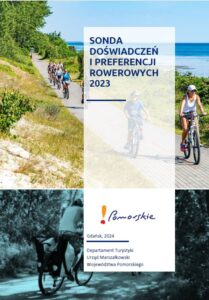 SONDA
DOŚWIADCZEŃ
I PREFERENCJI
ROWEROWYCH
2023
Pomorskie
Gdańsk, 2024
Departament Turystyki
Urząd Marszałkowski
Województwa Pomorskiego